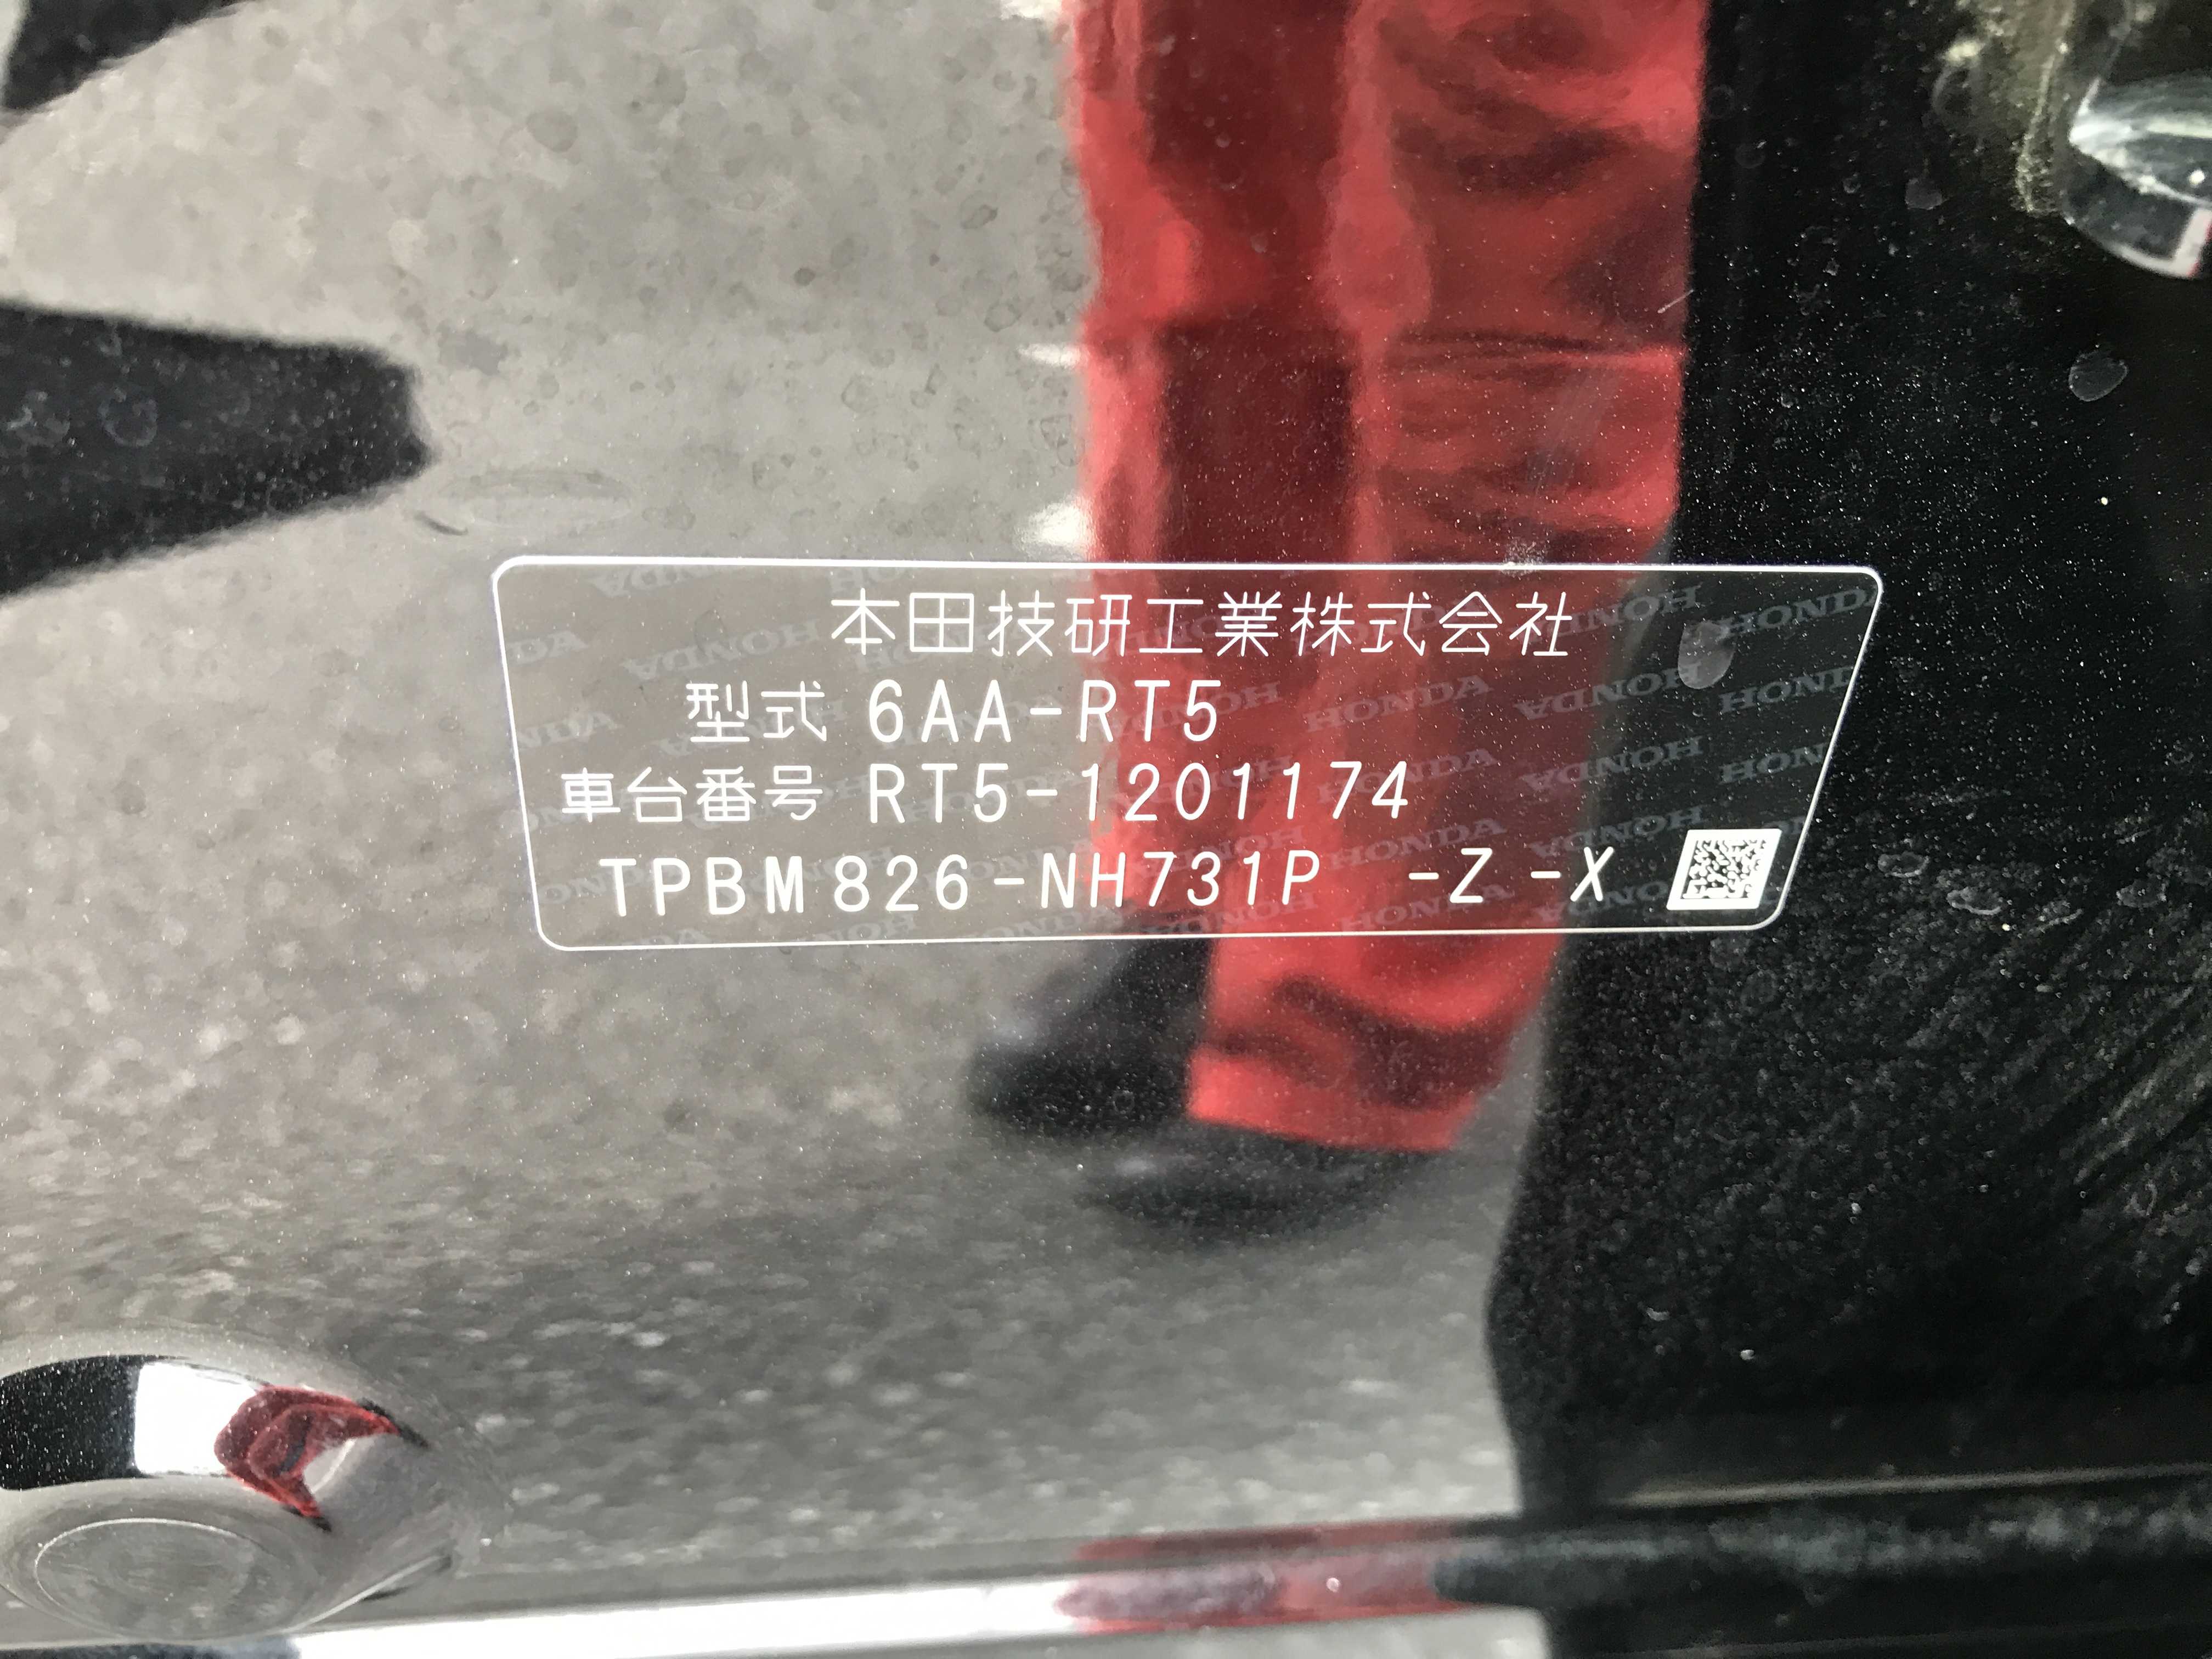 本田技研工業株式会社
型式 6AA-RT5
車台番号 RT5-1201174
TPBM826-NH731P -Z -X